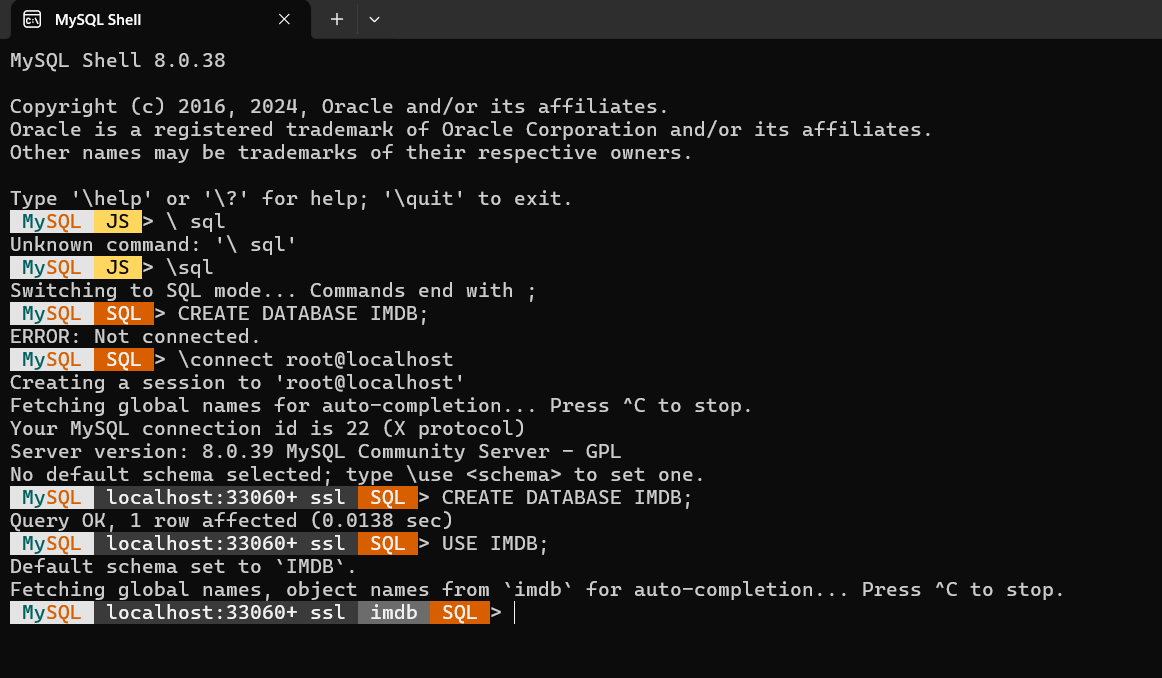 MySQL Shell
MySQL Shell 8.0.38
Copyright (c) 2016, 2024, Oracle and/or its affiliates.
Oracle is a registered trademark of Oracle Corporation and/or its affiliates.
Other names may be trademarks of their respective owners.
Type '\help' or '\?' for help; '\quit' to exit.
MySQL JS > \ sql
Unknown command: '\ sql'
MySQL JS > \sql
Switching to SQL mode... Commands end with ;
MySQL SQL > CREATE DATABASE IMDB;
ERROR: Not connected.
MySQL SQL > \connect root@localhost
Creating a session to 'root@localhost'
Fetching global names for auto-completion... Press ^C to stop.
Your MySQL connection id is 22 (X protocol)
Server version: 8.0.39 MySQL Community Server - GPL
No default schema selected; type \use <schema> to set one.
MySQL localhost:33060+ ssl SQL > CREATE DATABASE IMDB;
Query OK, 1 row affected (0.0138 sec)
MySQL localhost:33060+ ssl SQL > USE IMDB;
Default schema set to `IMDB`.
Fetching global names, object names from `imdb` for auto-completion... Press ^C to stop.
MySQL localhost:33060+ ssl imdb SQL >